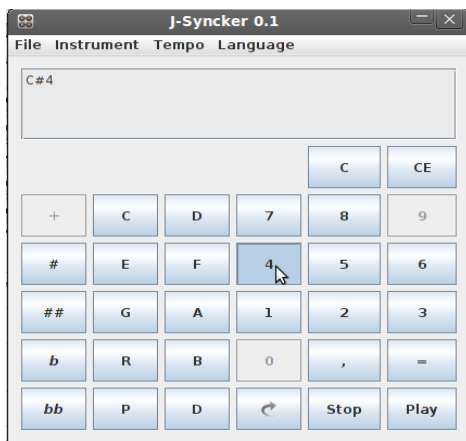 J-Syncker 0.1
File Instrument Tempo Language
C#4
C CE
+ C D 7 8 9
# E F 4 5 6
## G A 1 2 3
b R B 0 , =
bb P D Stop Play